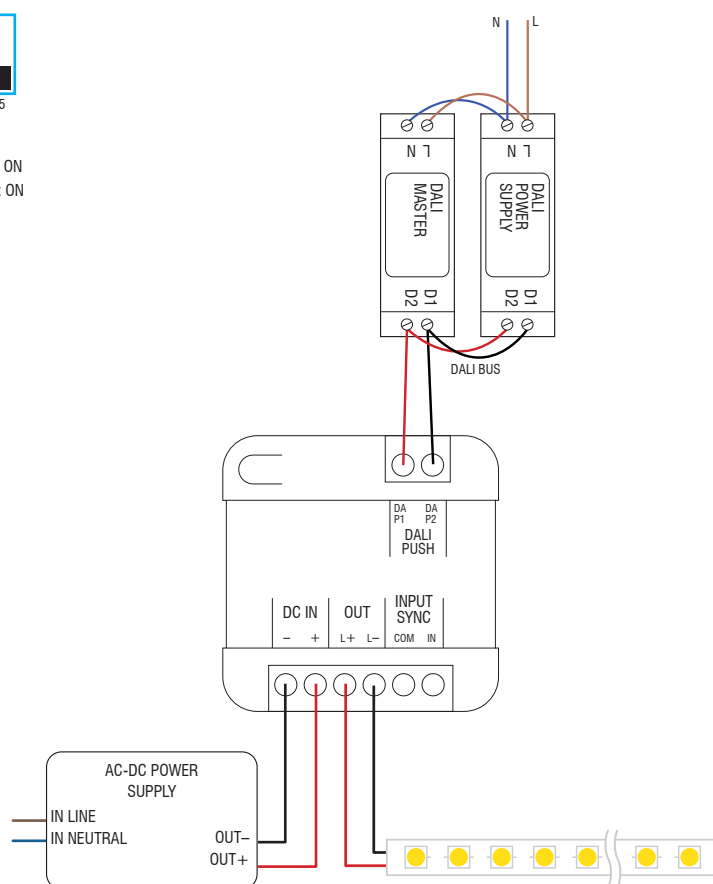 5
ON
: ON
N L
N L
N L
DALI
MASTER
DALI
POWER
SUPPLY
D2 D1
D2 D1
DALI BUS
DA
P1
DA
P2
DALI
PUSH
DC IN
OUT
INPUT
SYNC
– + L+ L– COM IN
AC-DC POWER
SUPPLY
IN LINE
IN NEUTRAL
OUT–
OUT+